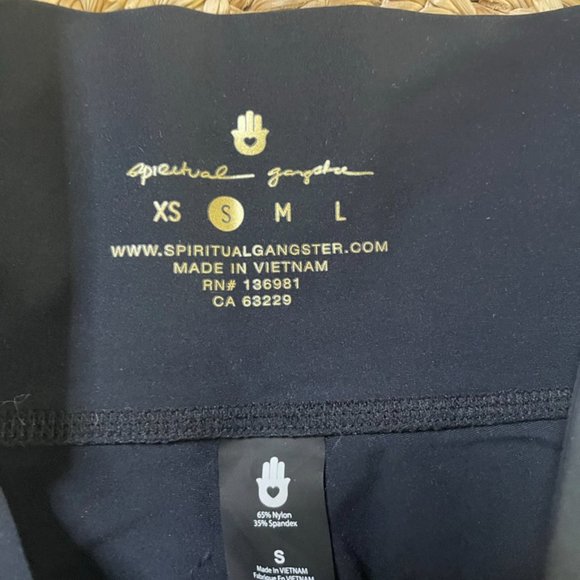 spiritual gangster
XS S M L
WWW.SPIRITUALGANGSTER.COM
MADE IN VIETNAM
RN# 136981
CA 63229
65% Nylon
35% Spandex
S
Made in VIETNAM
Fabriqué En VIETNAM